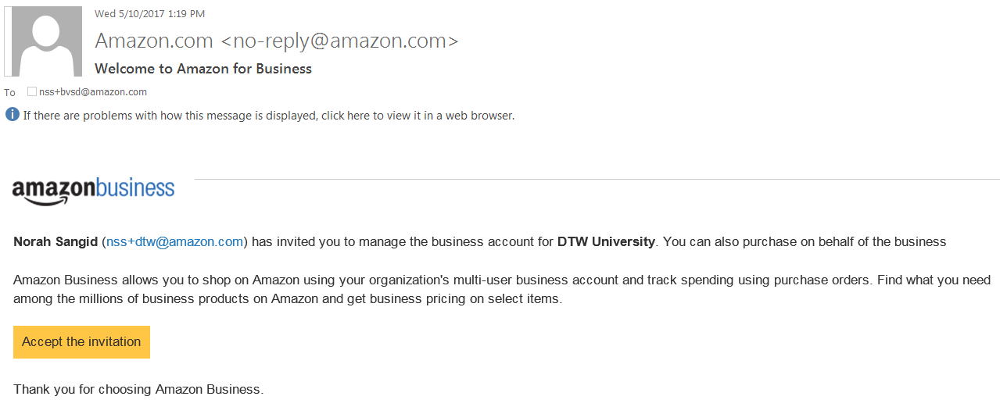 Wed 5/10/2017 1:19 PM
Amazon.com <no-reply@amazon.com>
Welcome to Amazon for Business
To nss+bvsd@amazon.com
If there are problems with how this message is displayed, click here to view it in a web browser.
amazonbusiness
Norah Sangid (nss+dtw@amazon.com) has invited you to manage the business account for DTW University. You can also purchase on behalf of the business
Amazon Business allows you to shop on Amazon using your organization's multi-user business account and track spending using purchase orders. Find what you need
among the millions of business products on Amazon and get business pricing on select items.
Accept the invitation
Thank you for choosing Amazon Business.